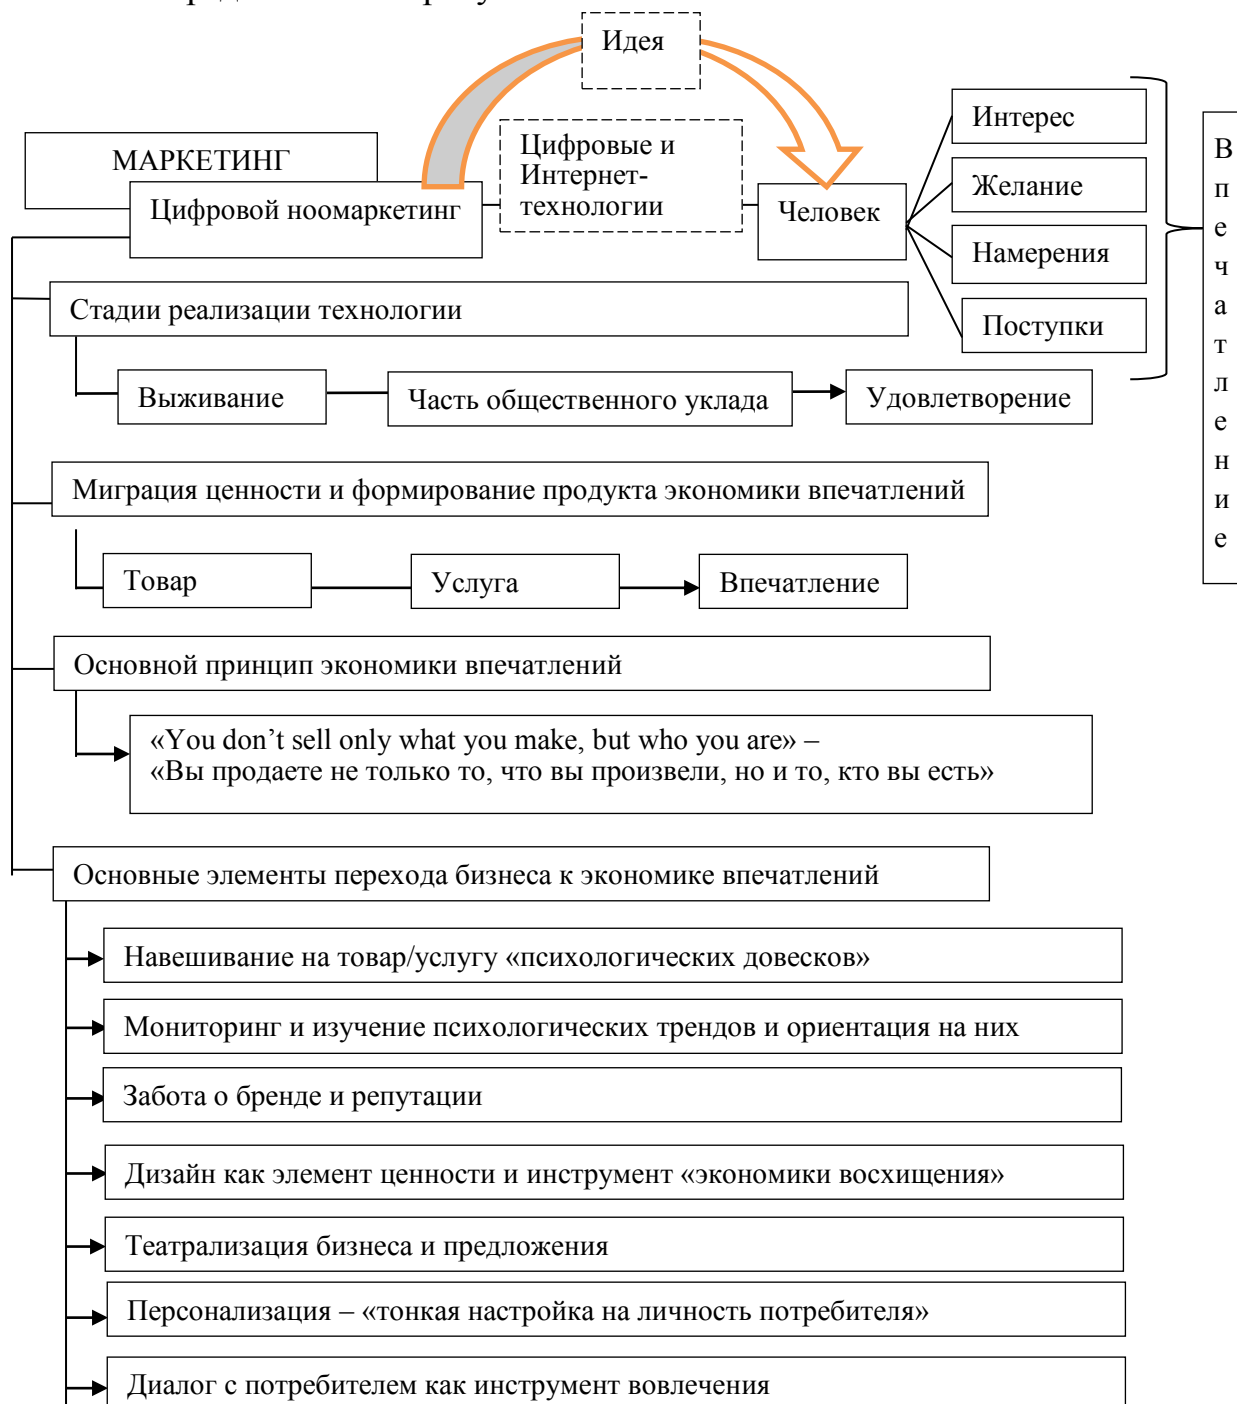 Идея
МАРКЕТИНГ
Цифровой ноомаркетинг
Цифровые и
Интернет-
технологии
Человек
Интерес
Желание
Намерения
Поступки
Впечатление
Стадии реализации технологии
Выживание
Часть общественного уклада
Удовлетворение
Миграция ценности и формирование продукта экономики впечатлений
Товар
Услуга
Впечатление
Основной принцип экономики впечатлений
«You don’t sell only what you make, but who you are» –
«Вы продаете не только то, что вы произвели, но и то, кто вы есть»
Основные элементы перехода бизнеса к экономике впечатлений
Навешивание на товар/услугу «психологических довесков»
Мониторинг и изучение психологических трендов и ориентация на них
Забота о бренде и репутации
Дизайн как элемент ценности и инструмент «экономики восхищения»
Театрализация бизнеса и предложения
Персонализация – «тонкая настройка на личность потребителя»
Диалог с потребителем как инструмент вовлечения